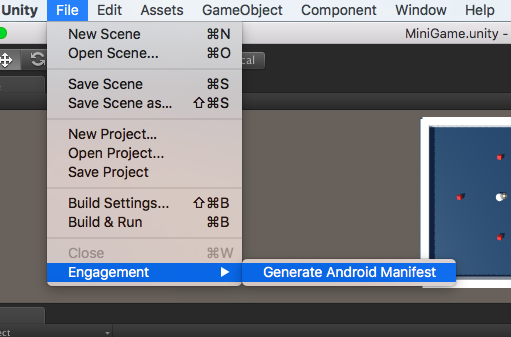 Unity File Edit Assets GameObject Component Window Help
MiniGame.unity -
New Scene ⌘N
Open Scene... ⌘O
cal
Save Scene ⌘S
Save Scene as... ⇧⌘S
New Project...
Open Project...
Save Project
Build Settings... ⇧⌘B
Build & Run ⌘B
Close ⌘W
Engagement ▶ Generate Android Manifest
ect